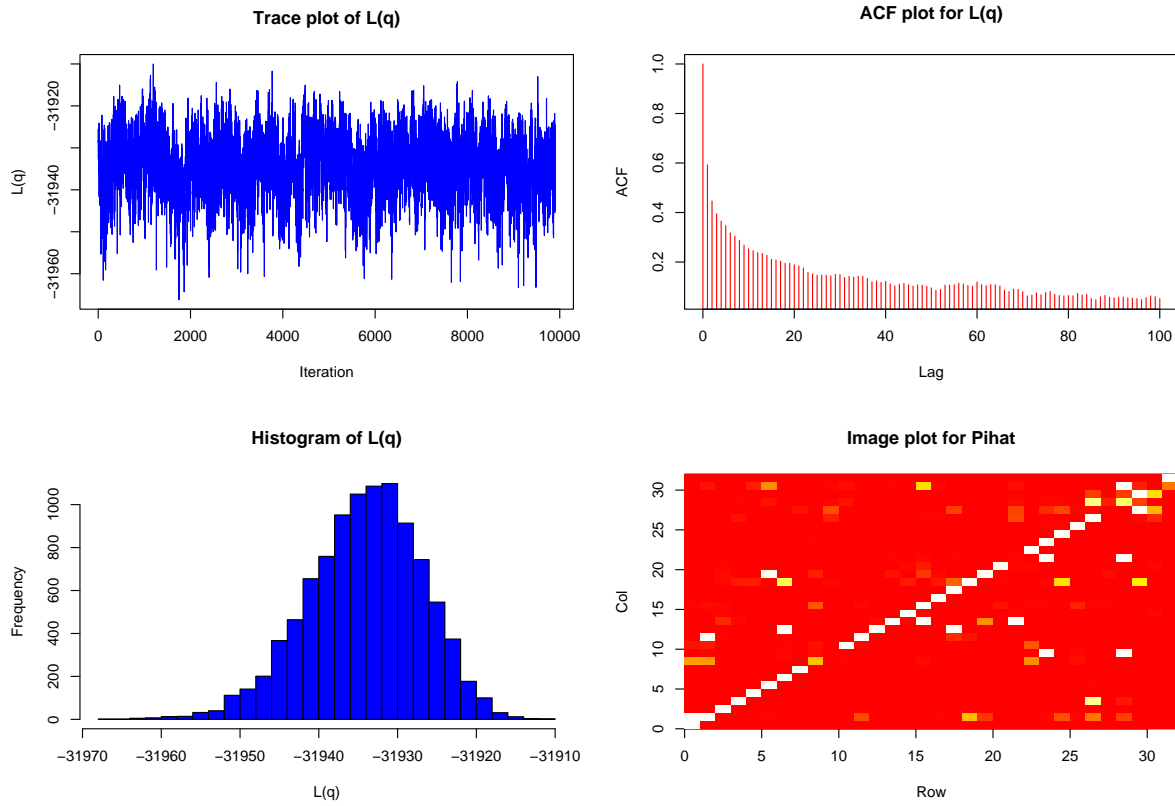 Trace plot of L(q)
L(q)
−31960
−31940
−31920
0 2000 4000 6000 8000 10000
Iteration
ACF plot for L(q)
ACF
0.2
0.4
0.6
0.8
1.0
0 20 40 60 80 100
Lag
Histogram of L(q)
Frequency
0
200
400
600
800
1000
−31970 −31960 −31950 −31940 −31930 −31920 −31910
L(q)
Image plot for Pihat
Col
0
5
10
15
20
25
30
0 5 10 15 20 25 30
Row